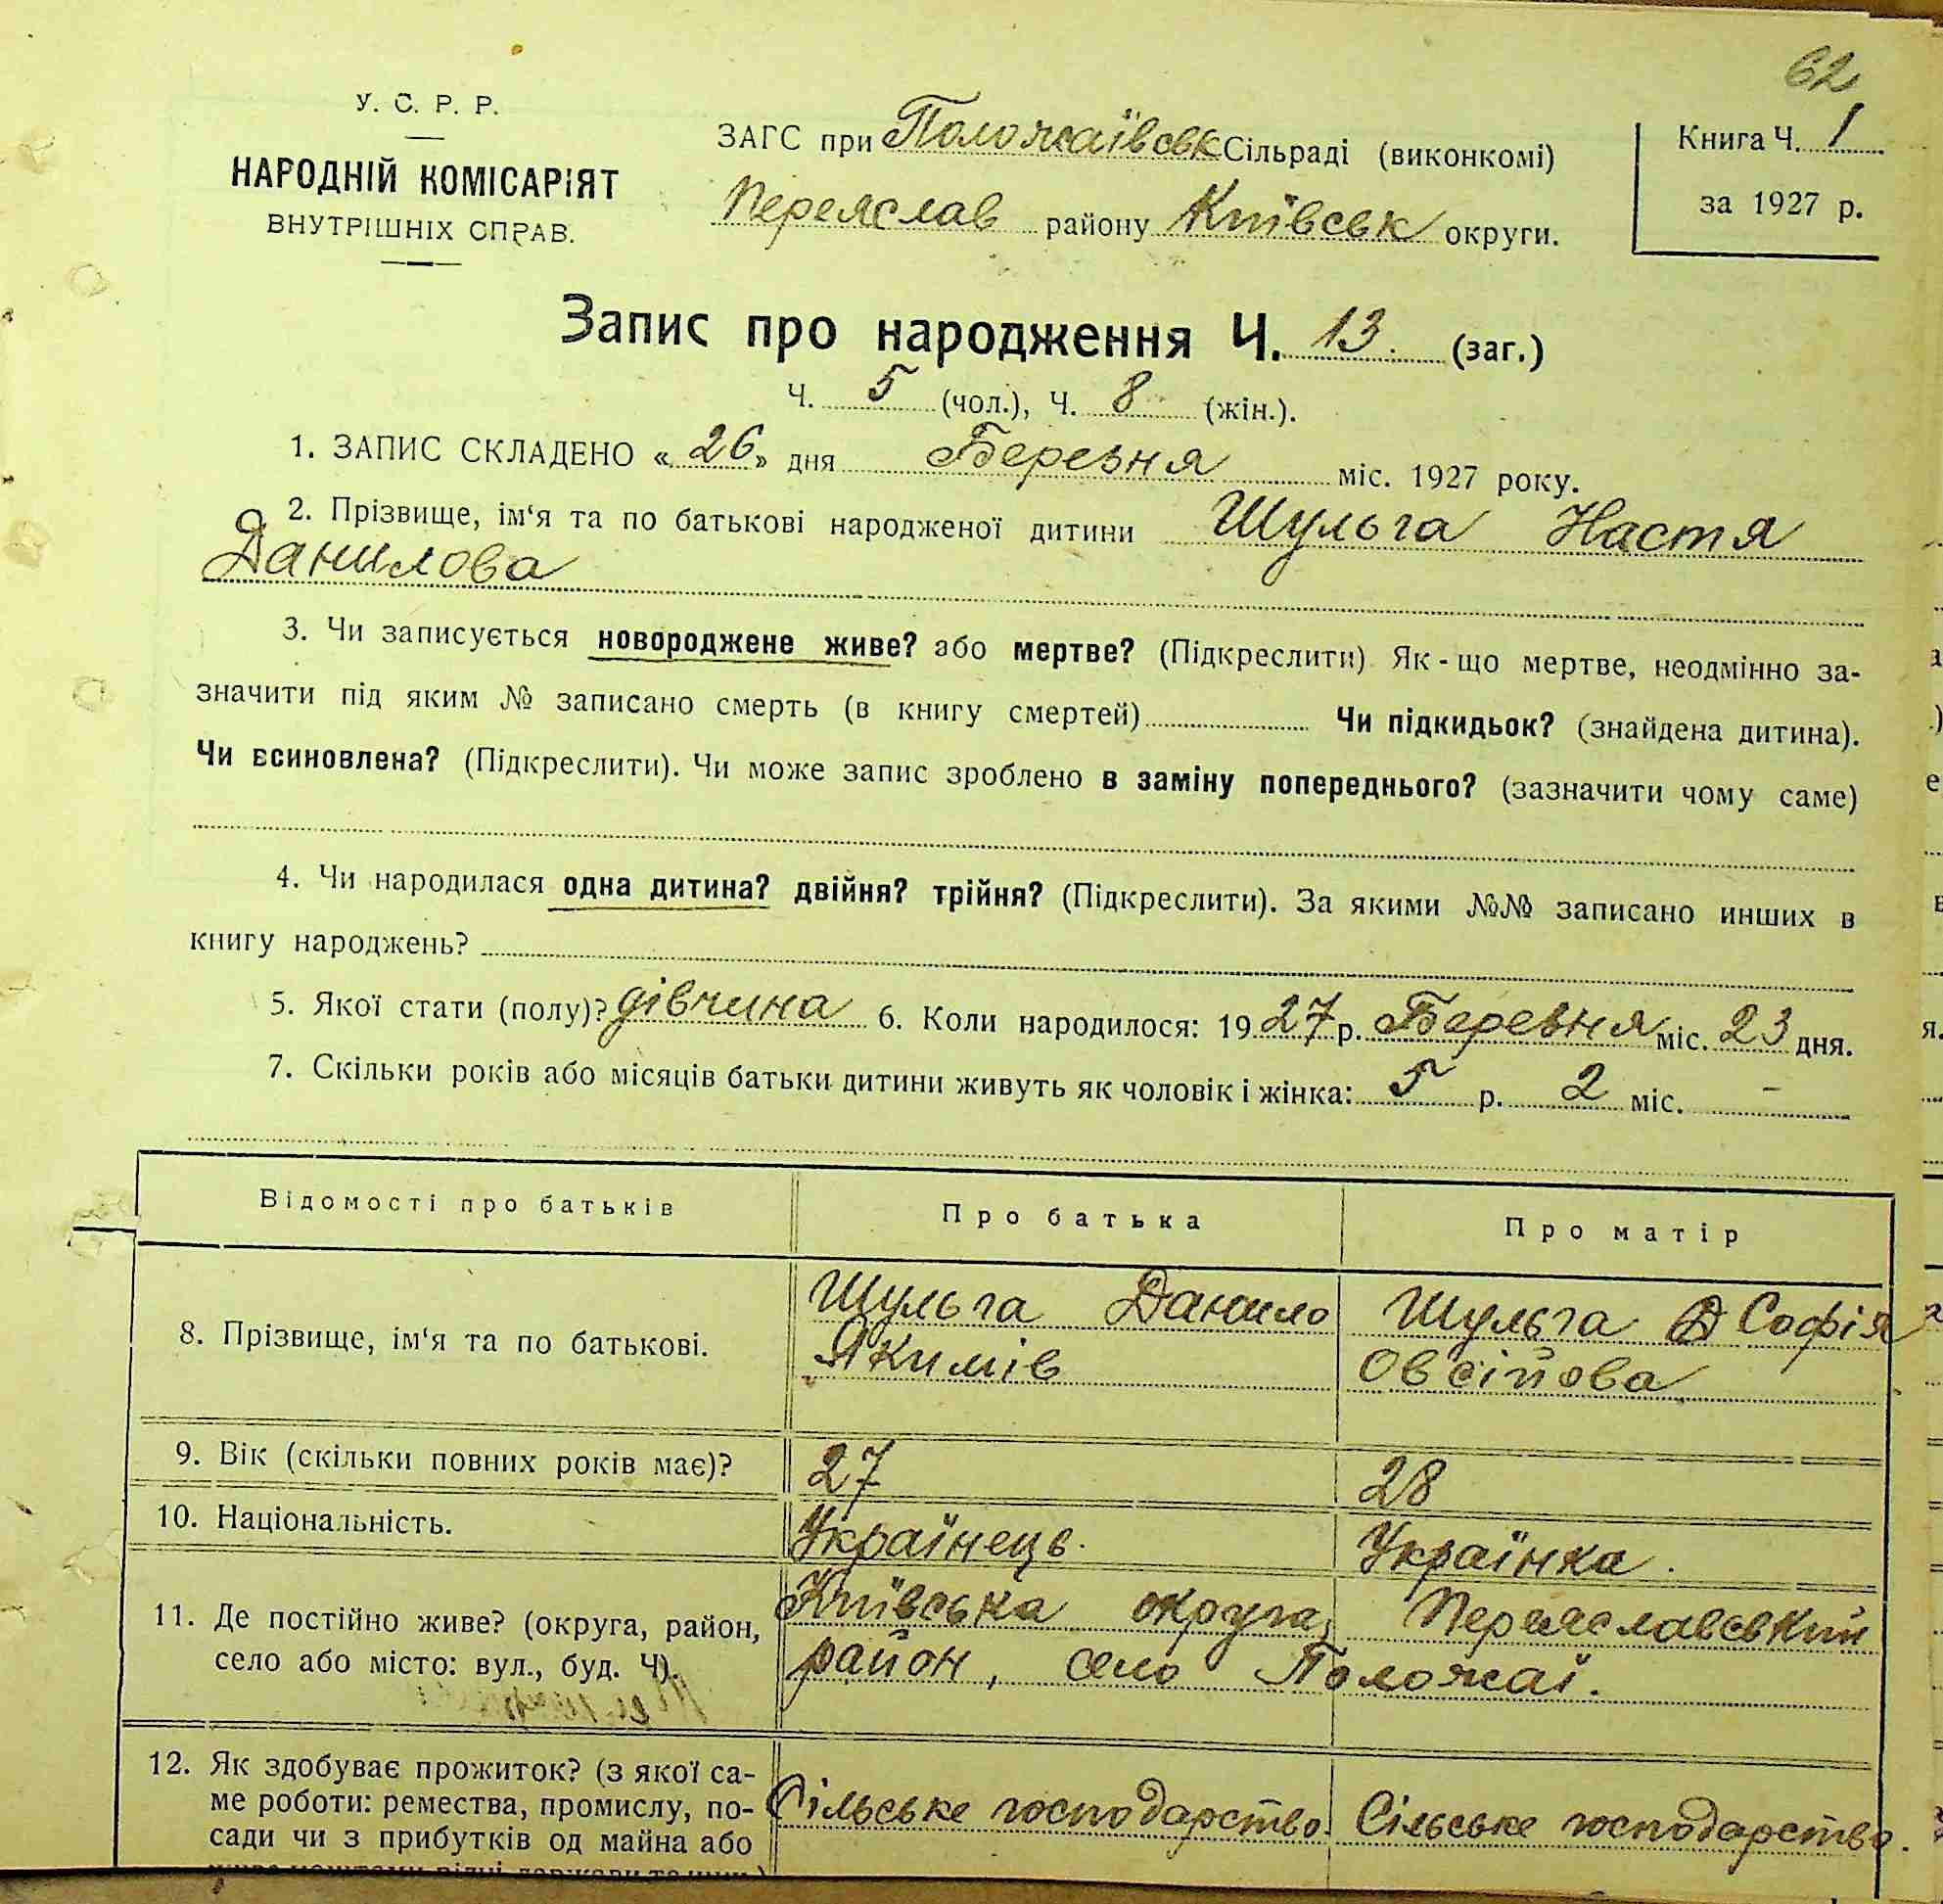 62
У. С. Р. Р.
НАРОДНІЙ КОМІСАРІЯТ
ВНУТРІШНІХ СПРАВ.
ЗАГС при Положаївськ Сільраді (виконкомі)
Переяслав району Київськ округи.
Книга Ч. 1
за 1927 р.
Запис про народження Ч. 13. (заг.)
Ч. 5 (чол.), Ч. 8 (жін.).
1. ЗАПИС СКЛАДЕНО «26» дня Березня міс. 1927 року.
2. Прізвище, ім‘я та по батькові народженої дитини Шульга Настя
Данилова
3. Чи записується новороджене живе? або мертве? (Підкреслити) Як-що мертве, неодмінно за-
значити під яким № записано смерть (в книгу смертей) Чи підкидьок? (знайдена дитина).
Чи всиновлена? (Підкреслити). Чи може запис зроблено в заміну попереднього? (зазначити чому саме)
4. Чи народилася одна дитина? двійня? трійня? (Підкреслити). За якими №№ записано инших в
книгу народжень?
5. Якої стати (полу)? дівчина 6. Коли народилося: 1927 р. Березня міс. 23 дня.
7. Скільки років або місяців батьки дитини живуть як чоловік і жінка: 5 р. 2 міс. –
Відомості про батьків Про батька Про матір
8. Прізвище, ім‘я та по батькові. Шульга Данило Шульга Софія
Якимів Овсійова
9. Вік (скільки повних років має)? 27 28
10. Національність. Українець. Українка.
11. Де постійно живе? (округа, район, Київська округа, Переяславський
село або місто: вул., буд. Ч). район, село Положаї.
12. Як здобуває прожиток? (з якої са-
ме роботи: ремества, промислу, по- Сільське господарство. Сільське господарство.
сади чи з прибутків од майна або